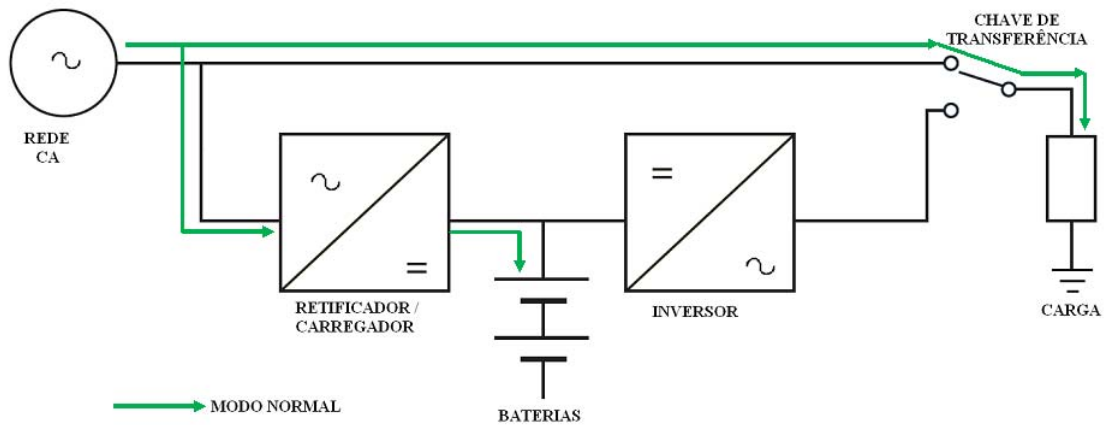 CHAVE DE
TRANSFERÊNCIA
REDE
CA
RETIFICADOR /
CARREGADOR
INVERSOR
CARGA
MODO NORMAL
BATERIAS